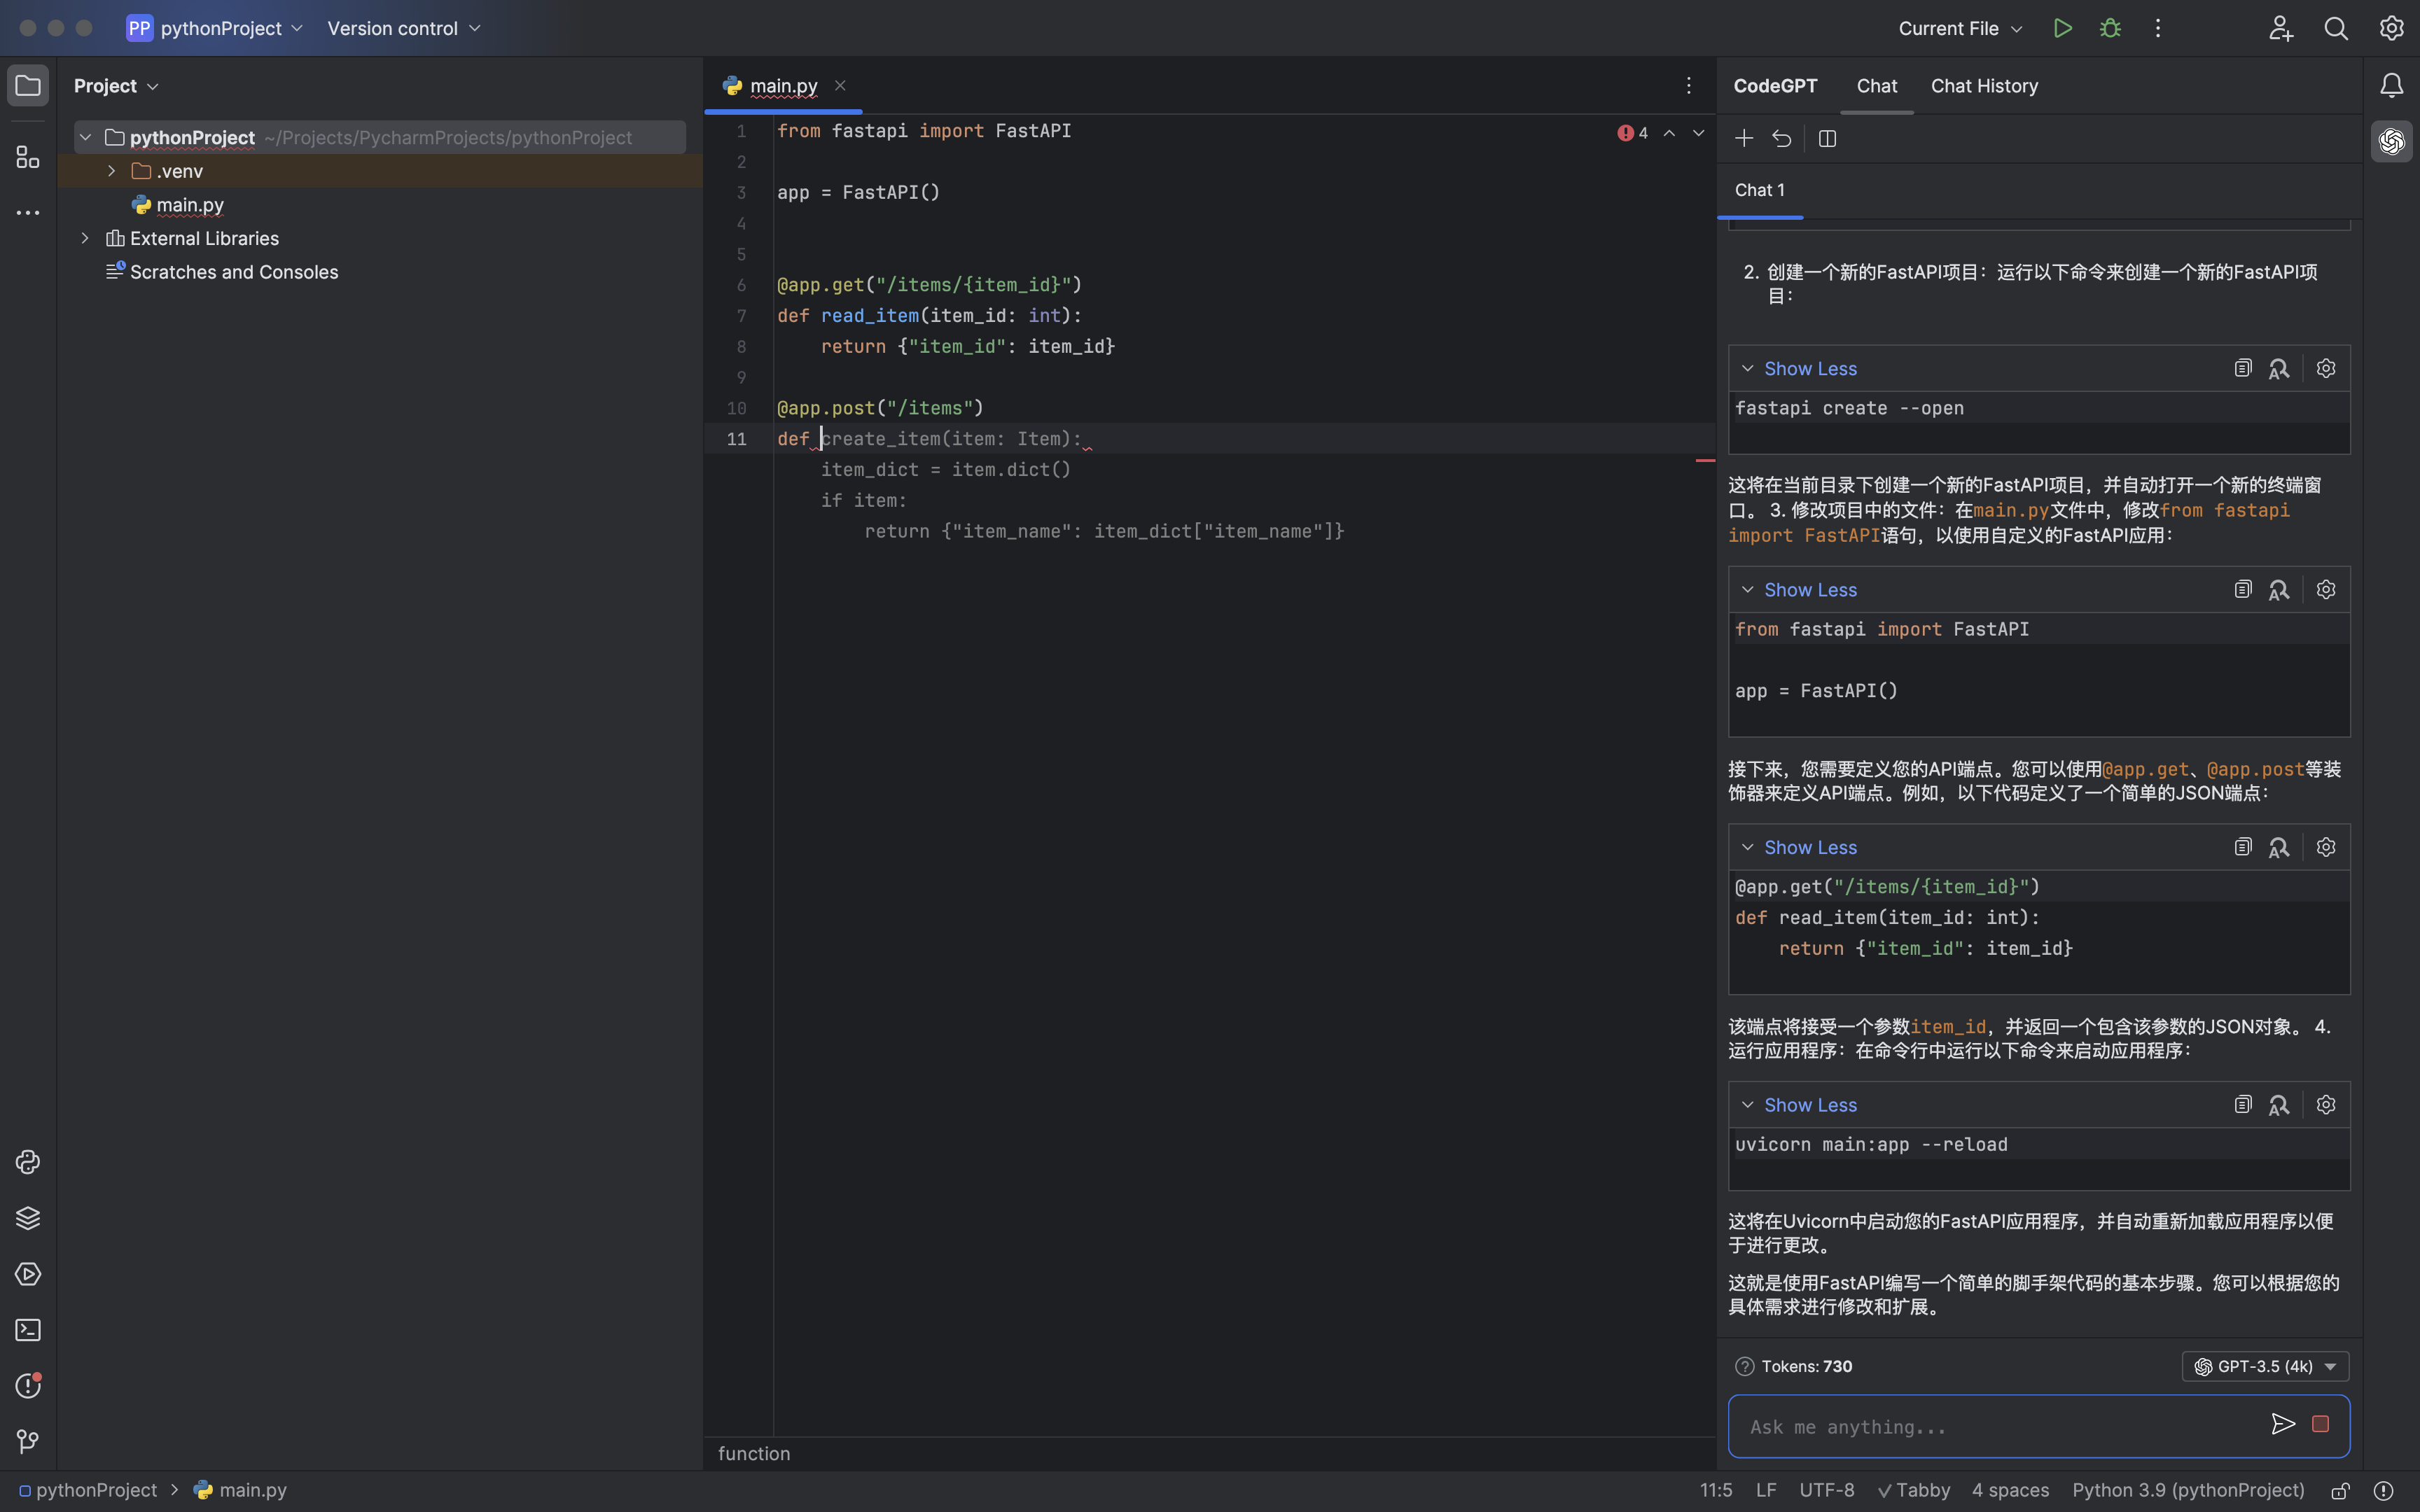 PP pythonProject Version control Current File
Project
pythonProject ~/Projects/PycharmProjects/pythonProject
.venv
main.py
External Libraries
Scratches and Consoles
main.py
4
1 from fastapi import FastAPI
2
3 app = FastAPI()
4
5
6 @app.get("/items/{item_id}")
7 def read_item(item_id: int):
8     return {"item_id": item_id}
9
10 @app.post("/items")
11 def create_item(item: Item):
    item_dict = item.dict()
    if item:
        return {"item_name": item_dict["item_name"]}
function
CodeGPT Chat Chat History
Chat 1
2. 创建一个新的FastAPI项目：运行以下命令来创建一个新的FastAPI项
目：
Show Less
fastapi create --open
这将在当前目录下创建一个新的FastAPI项目，并自动打开一个新的终端窗
口。 3. 修改项目中的文件：在main.py文件中，修改from fastapi
import FastAPI语句，以使用自定义的FastAPI应用：
Show Less
from fastapi import FastAPI
app = FastAPI()
接下来，您需要定义您的API端点。您可以使用@app.get、@app.post等装
饰器来定义API端点。例如，以下代码定义了一个简单的JSON端点：
Show Less
@app.get("/items/{item_id}")
def read_item(item_id: int):
    return {"item_id": item_id}
该端点将接受一个参数item_id，并返回一个包含该参数的JSON对象。 4.
运行应用程序：在命令行中运行以下命令来启动应用程序：
Show Less
uvicorn main:app --reload
这将在Uvicorn中启动您的FastAPI应用程序，并自动重新加载应用程序以便
于进行更改。
这就是使用FastAPI编写一个简单的脚手架代码的基本步骤。您可以根据您的
具体需求进行修改和扩展。
Tokens: 730 GPT-3.5 (4k)
Ask me anything...
pythonProject main.py 11:5 LF UTF-8 Tabby 4 spaces Python 3.9 (pythonProject)